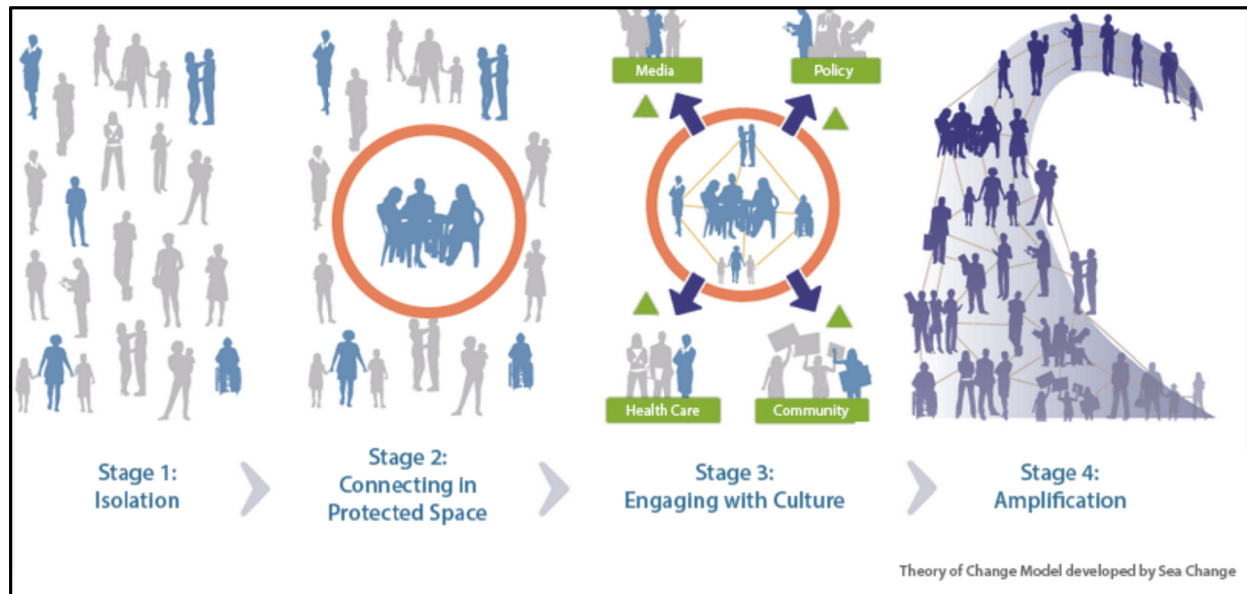 Media
Policy
Health Care
Community
Stage 1:
Isolation
Stage 2:
Connecting in
Protected Space
Stage 3:
Engaging with Culture
Stage 4:
Amplification
Theory of Change Model developed by Sea Change